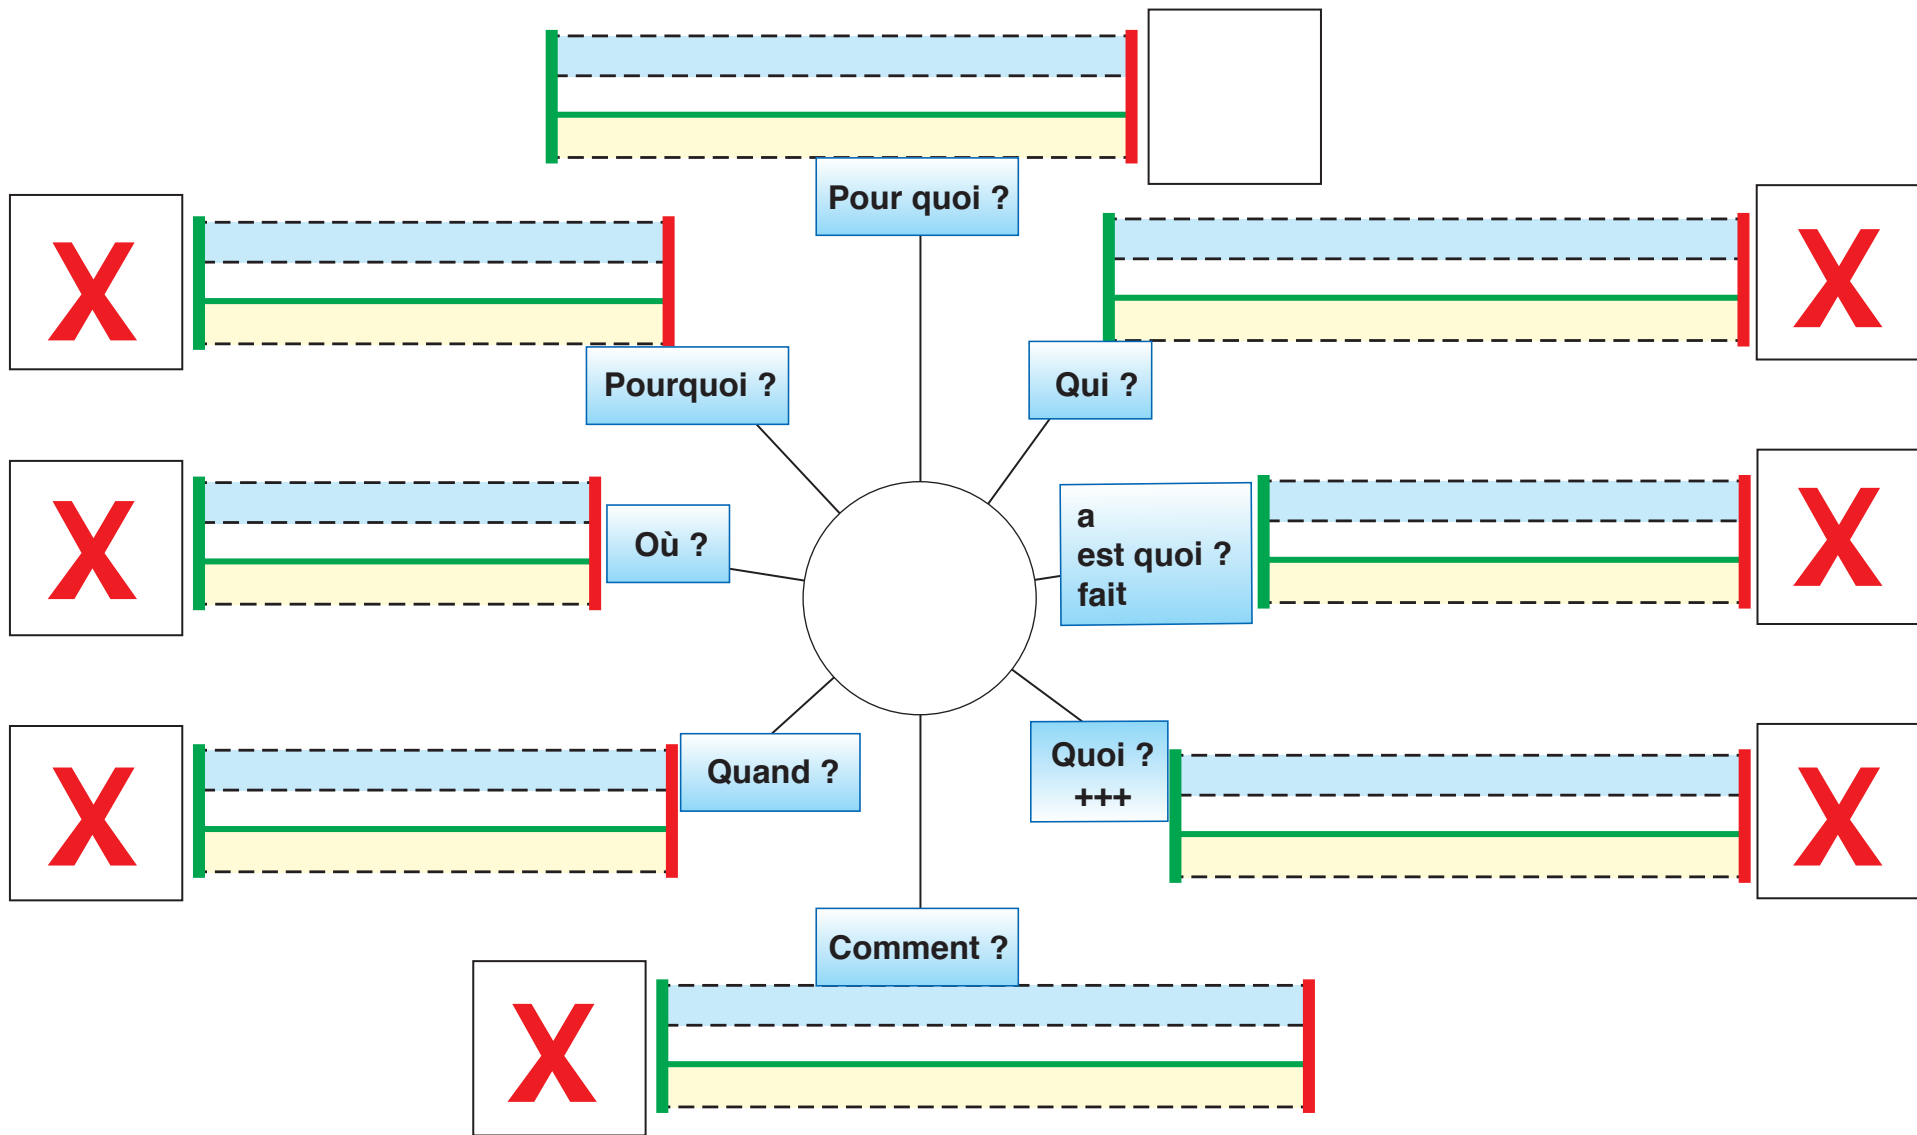 Pour quoi ?
X
Pourquoi ?
Qui ?
X
X
Où ?
a
est quoi ?
fait
X
X
Quand ?
Quoi ?
+++
X
Comment ?
X